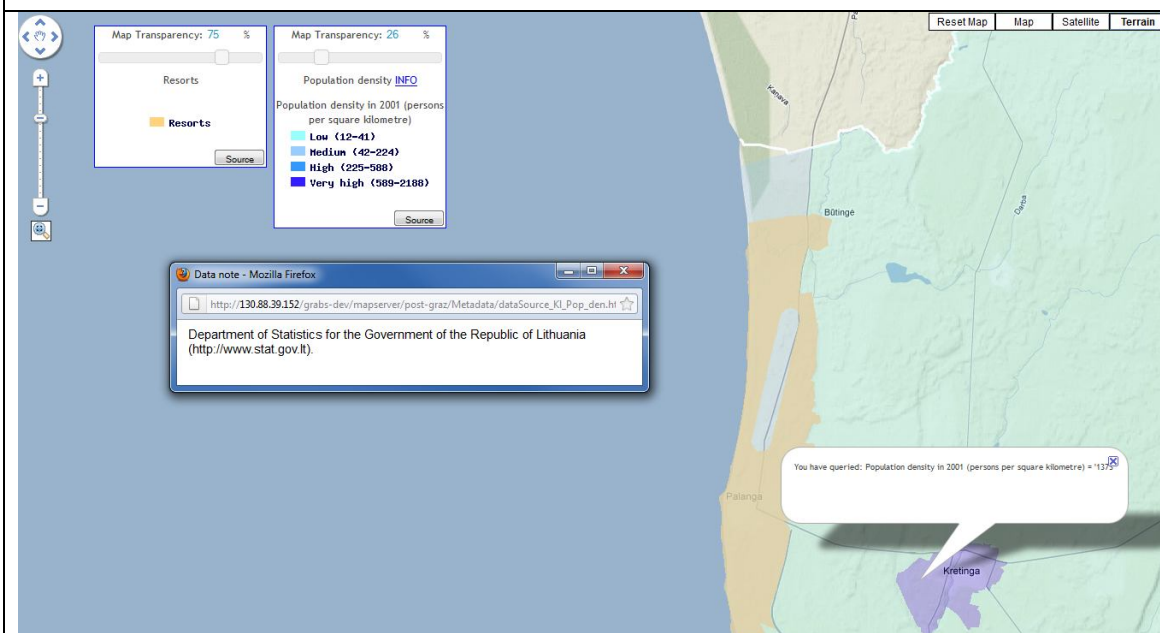 Reset Map
Map
Satellite
Terrain
Map Transparency: 75 %
Resorts
Resorts
Source
Map Transparency: 26 %
Population density INFO
Population density in 2001 (persons
per square kilometre)
Low (12-41)
Medium (42-224)
High (225-588)
Very high (589-2188)
Source
Data note - Mozilla Firefox
http://130.88.39.152/grabs-dev/mapserver/post-graz/Metadata/dataSource_Kl_Pop_den.ht
Department of Statistics for the Government of the Republic of Lithuania
(http://www.stat.gov.lt).
Kanava
Būtingė
Darba
You have queried: Population density in 2001 (persons per square kilometre) = '1375'
Palanga
Kretinga